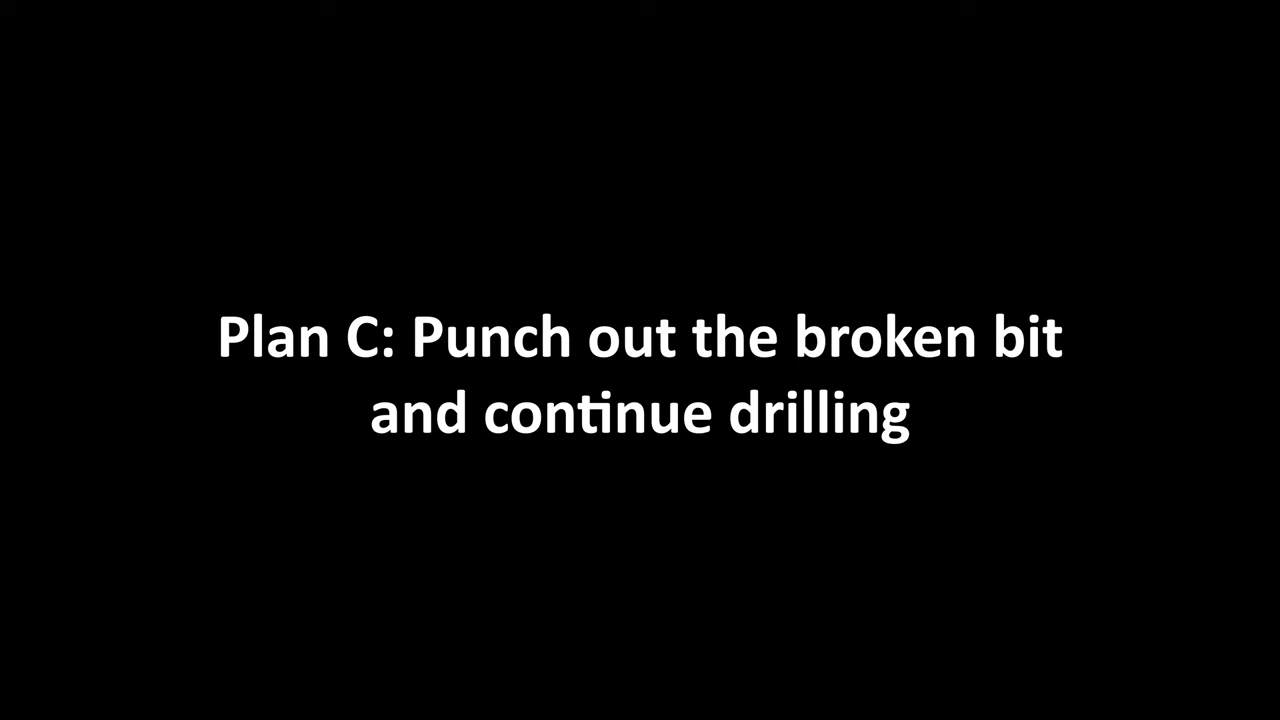 Plan C: Punch out the broken bit
and continue drilling